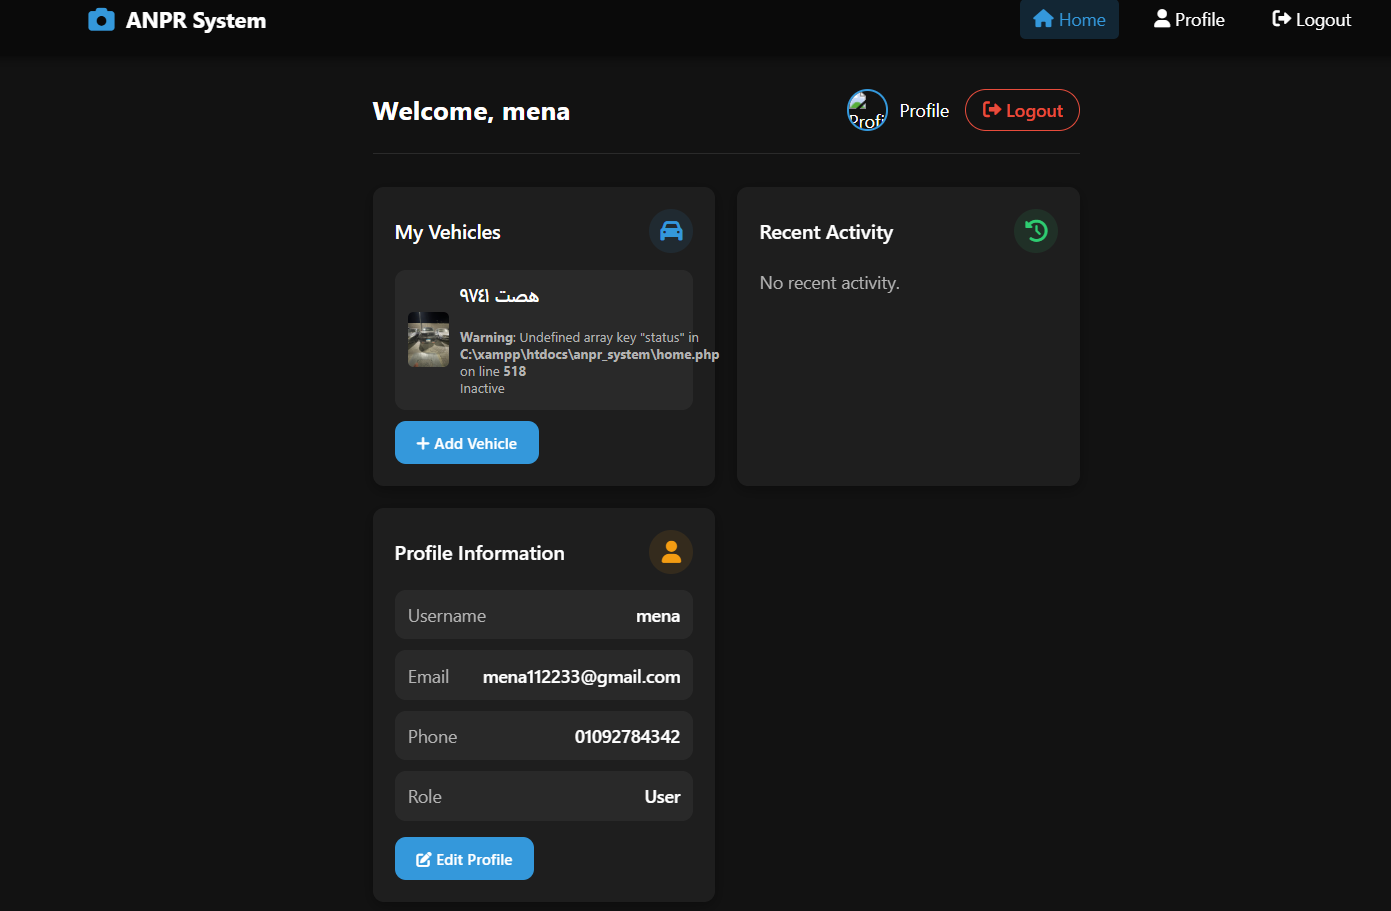 ANPR System
Home
Profile
Logout
Welcome, mena
Profi
Profile
Logout
My Vehicles
هصت ٩٧٤١
Warning: Undefined array key "status" in
C:\xampp\htdocs\anpr_system\home.php
on line 518
Inactive
Add Vehicle
Recent Activity
No recent activity.
Profile Information
Username mena
Email mena112233@gmail.com
Phone 01092784342
Role User
Edit Profile